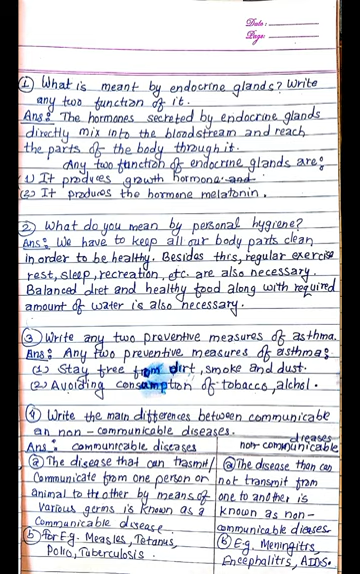 Date :
Page:
① What is meant by endocrine glands? Write
any two function of it.
Ans: The hormones secreted by endocrine glands
directly mix into the bloodstream and reach
the parts of the body through it.
Any two function of endocrine glands are:
(1) It produces growth hormone. and
(2) It produces the hormone melatonin.
② What do you mean by personal hygiene?
Ans: We have to keep all our body parts clean
in order to be healthy. Besides this, regular exercise
rest, sleep, recreation, etc. are also necessary.
Balanced diet and healthy food along with required
amount of water is also necessary.
③ Write any two preventive measures of asthma.
Ans: Any two preventive measures of asthma:
(1) Stay free from dirt, smoke and dust.
(2) Avoiding consumption of tobacco, alchol.
④ Write the main differences between communicable
an non-communicable diseases.
Ans: communicable diseases
ⓐ The disease that can trasmit/
communicate from one person or
animal to the other by means of
various germs is known as a
communicable disease.
ⓑ For E.g. Measles, Tetanus,
Polio, Tuberculosis.
non-communicable dieases
ⓐ The disease than can
not transmit from
one to another is
known as non-
communicable dieases
ⓑ E.g. Meningitis,
Encephalitis, AIDS.